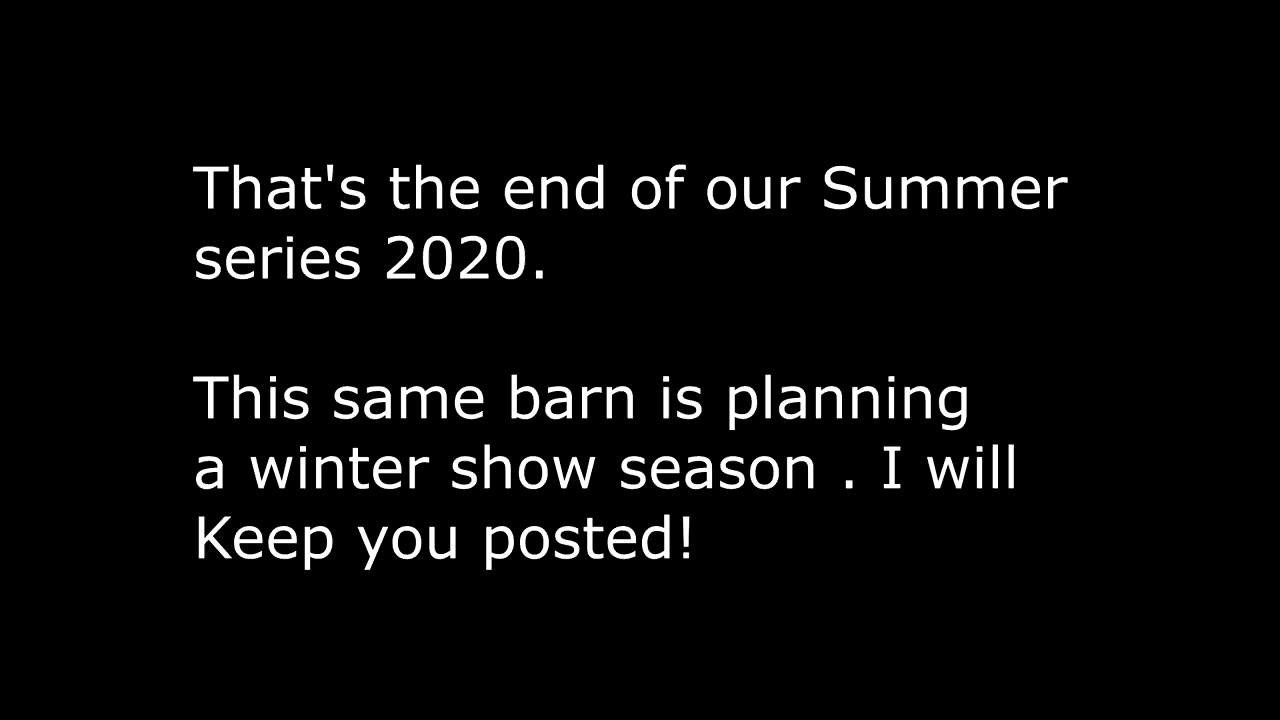 That's the end of our Summer
series 2020.
This same barn is planning
a winter show season . I will
Keep you posted!